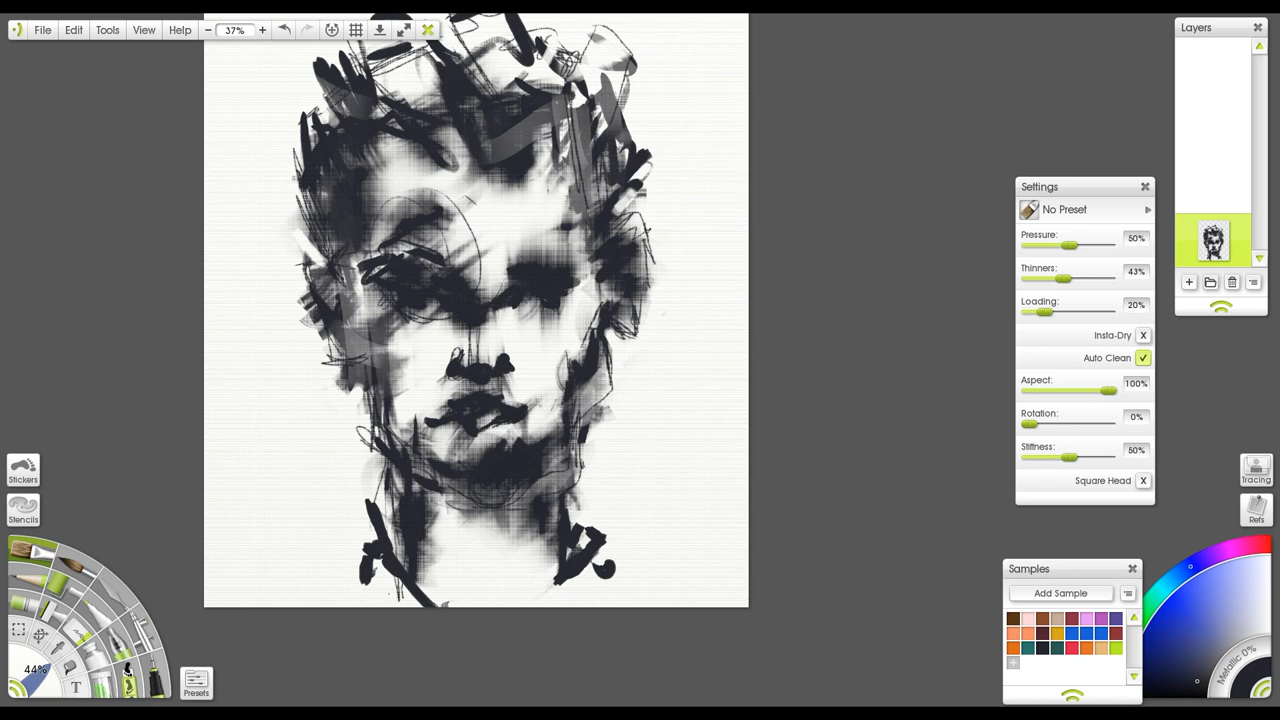 File Edit Tools View Help − 37% +
Layers
Settings
No Preset
Pressure: 50%
Thinners: 43%
Loading: 20%
Insta-Dry X
Auto Clean
Aspect: 100%
Rotation: 0%
Stiffness: 50%
Square Head X
Stickers
Stencils
Tracing
Refs
Samples
Add Sample
44%
T
Presets
Metallic 0%